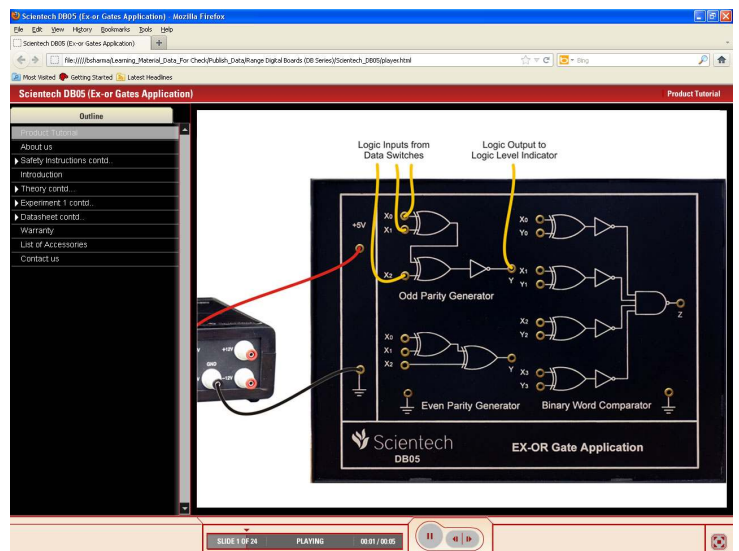 Scientech DB05 (Ex-or Gates Application) - Mozilla Firefox
File Edit View History Bookmarks Tools Help
Scientech DB05 (Ex-or Gates Application) +
file://///bsharma/Learning_Material_Data_For Check/Publish_Data/Range Digital Boards (DB Series)/Scientech_DB05/player.html
Bing
Most Visited Getting Started Latest Headlines
Scientech DB05 (Ex-or Gates Application)
Product Tutorial
Outline
Product Tutorial
About us
Safety Instructions contd..
Introduction
Theory contd....
Experiment 1 contd..
Datasheet contd..
Warranty
List of Accessories
Contact us
Logic Inputs from
Data Switches
Logic Output to
Logic Level Indicator
+5V
X0
X1
X2
Y
Odd Parity Generator
X0
X1
X2
Y
Even Parity Generator
X0
Y0
X1
Y1
X2
Y2
X3
Y3
Z
Binary Word Comparator
+12V
GND
-12V
Scientech
DB05
EX-OR Gate Application
SLIDE 1 OF 24 PLAYING 00:01 / 00:05